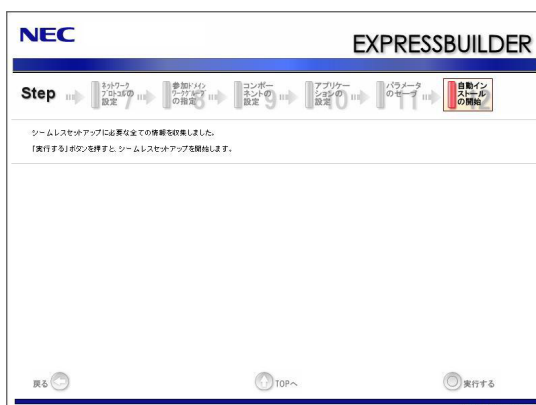 NEC
EXPRESSBUILDER
Step
ネットワーク
プロトコルの
設定
7
参加ドメイン
ワークグループ
の指定
8
コンポー
ネントの
設定
9
アプリケー
ションの
設定
10
パラメータ
のセーブ
11
自動イン
ストール
の開始
12
シームレスセットアップに必要な全ての情報を収集しました。
「実行する」ボタンを押すと、シームレスセットアップを開始します。
戻る
TOPへ
実行する